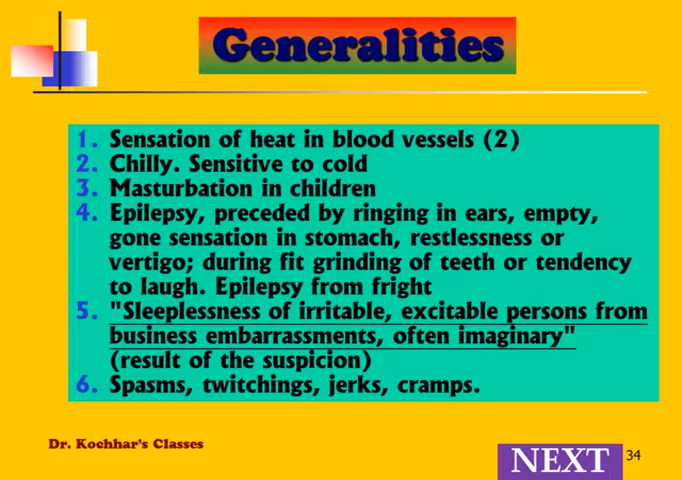 Generalities
1. Sensation of heat in blood vessels (2)
2. Chilly. Sensitive to cold
3. Masturbation in children
4. Epilepsy, preceded by ringing in ears, empty,
gone sensation in stomach, restlessness or
vertigo; during fit grinding of teeth or tendency
to laugh. Epilepsy from fright
5. "Sleeplessness of irritable, excitable persons from
business embarrassments, often imaginary"
(result of the suspicion)
6. Spasms, twitchings, jerks, cramps.
Dr. Kochhar's Classes
NEXT
34